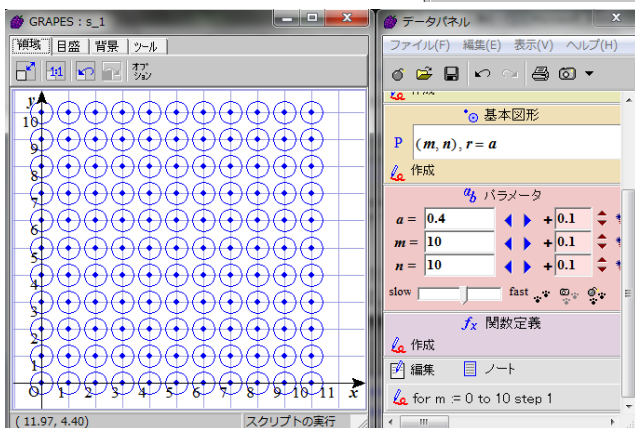 GRAPES : s_1
領域 目盛 背景 ツール
1:1 オプション
y
10
9
8
7
6
5
4
3
2
1
O 1 2 3 4 5 6 7 8 9 10 11 x
( 11.97, 4.40) スクリプトの実行
データパネル
ファイル(F) 編集(E) 表示(V) ヘルプ(H)
作成
基本図形
P (m, n), r = a
作成
ab パラメータ
a = 0.4 + 0.1
m = 10 + 0.1
n = 10 + 0.1
slow fast
fx 関数定義
作成
編集 ノート
for m := 0 to 10 step 1